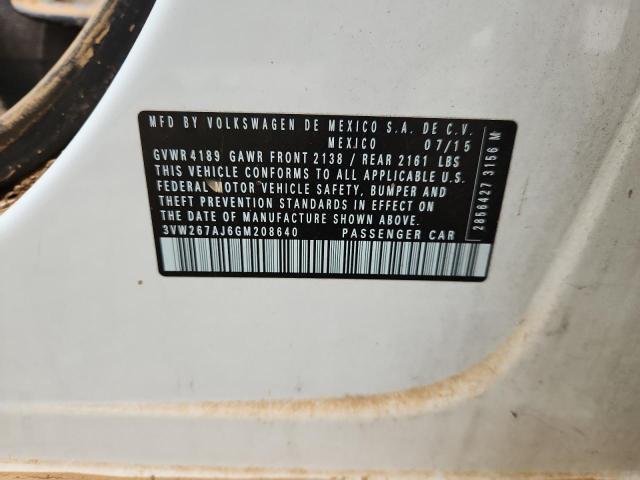 MFD BY VOLKSWAGEN DE MEXICO S.A. DE C.V.
MEXICO 07/15
GVWR 4189 GAWR FRONT 2138 / REAR 2161 LBS
THIS VEHICLE CONFORMS TO ALL APPLICABLE U.S.
FEDERAL MOTOR VEHICLE SAFETY, BUMPER AND
THEFT PREVENTION STANDARDS IN EFFECT ON
THE DATE OF MANUFACTURE SHOWN ABOVE.
3VW267AJ6GM208640 PASSENGER CAR
2856427 3156 M